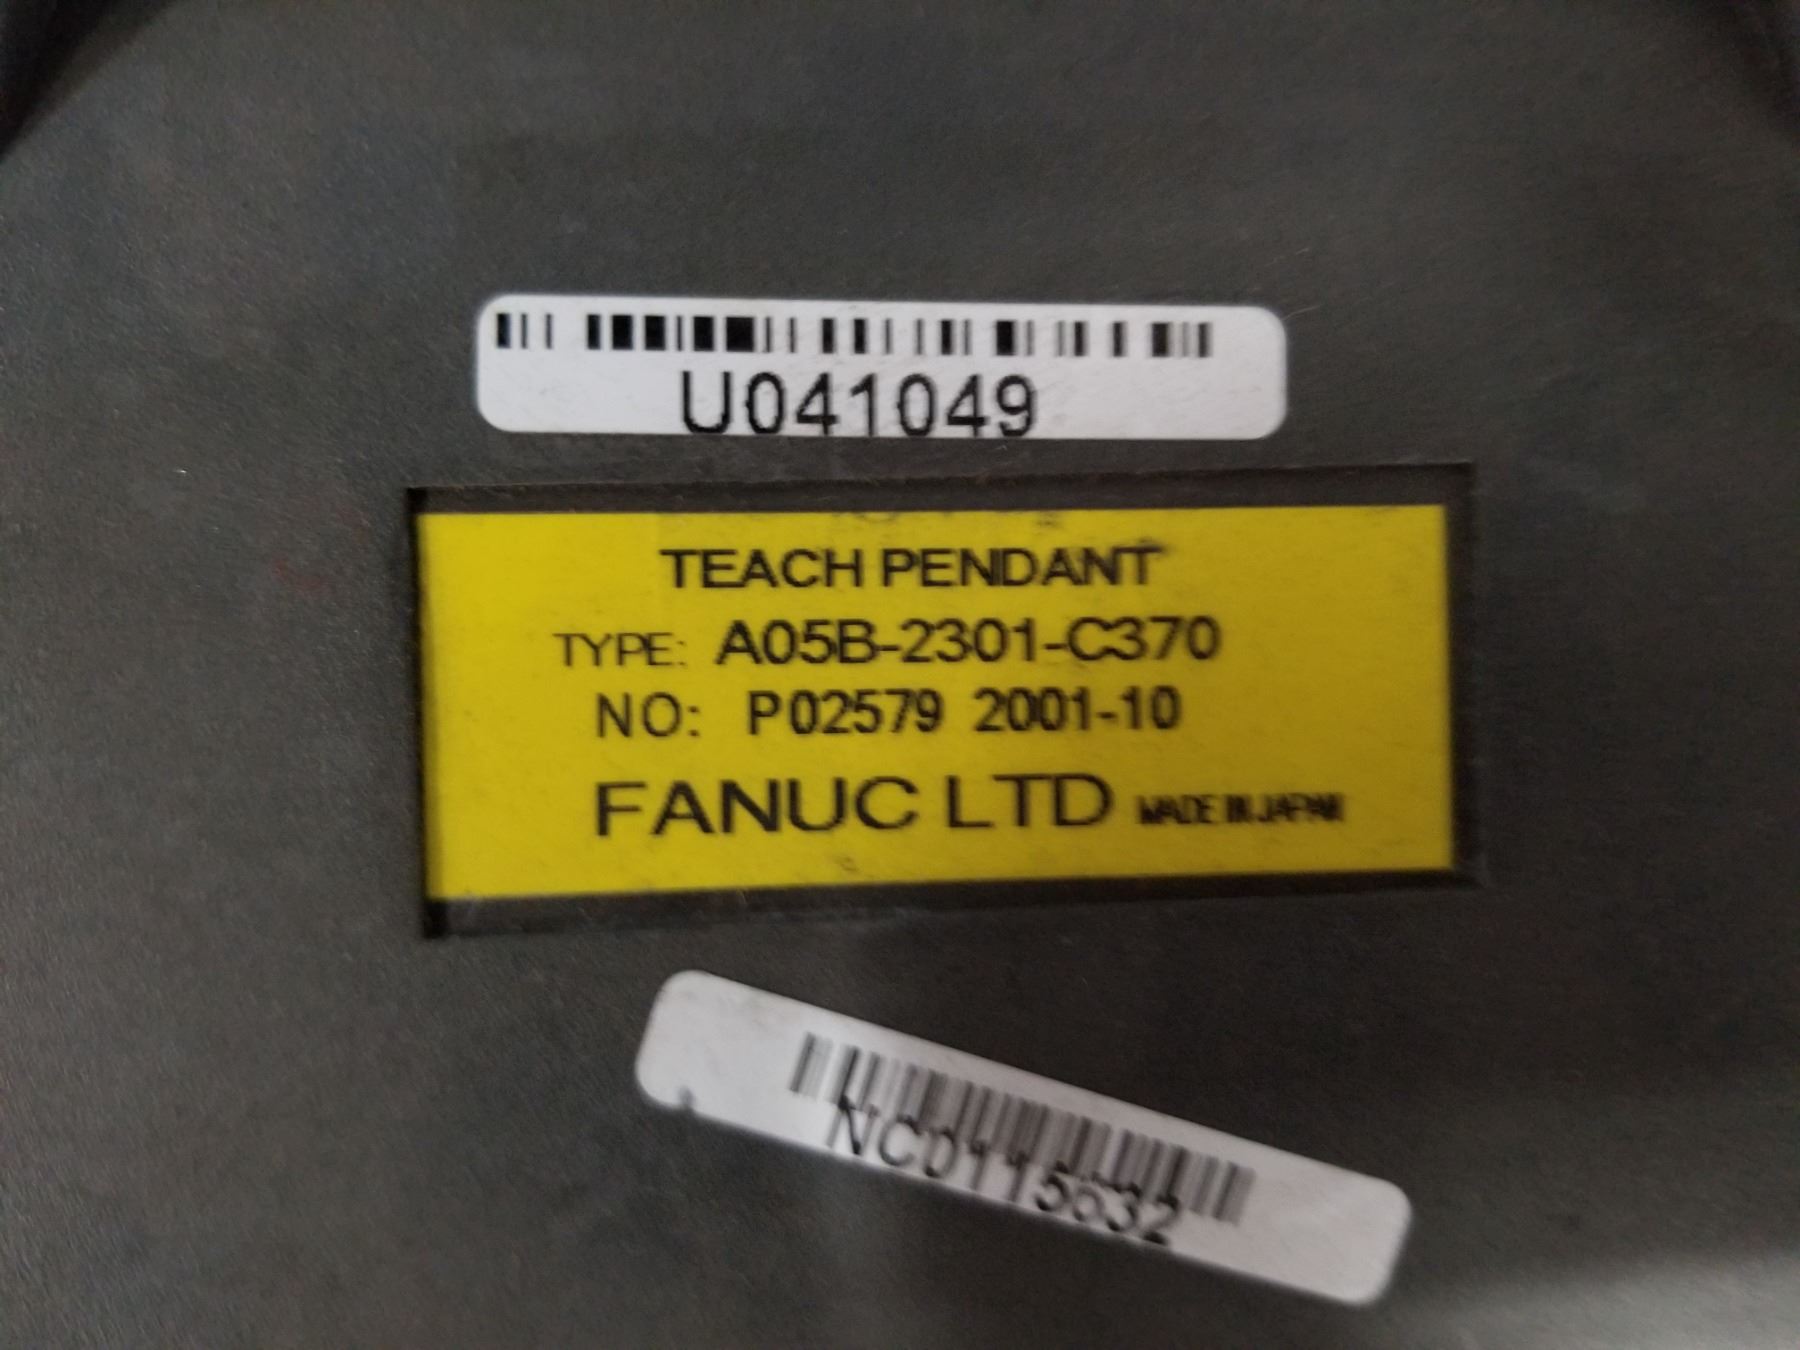 U041049
TEACH PENDANT
TYPE: A05B-2301-C370
NO: P02579 2001-10
FANUC LTD MADE IN JAPAN
NC0115632